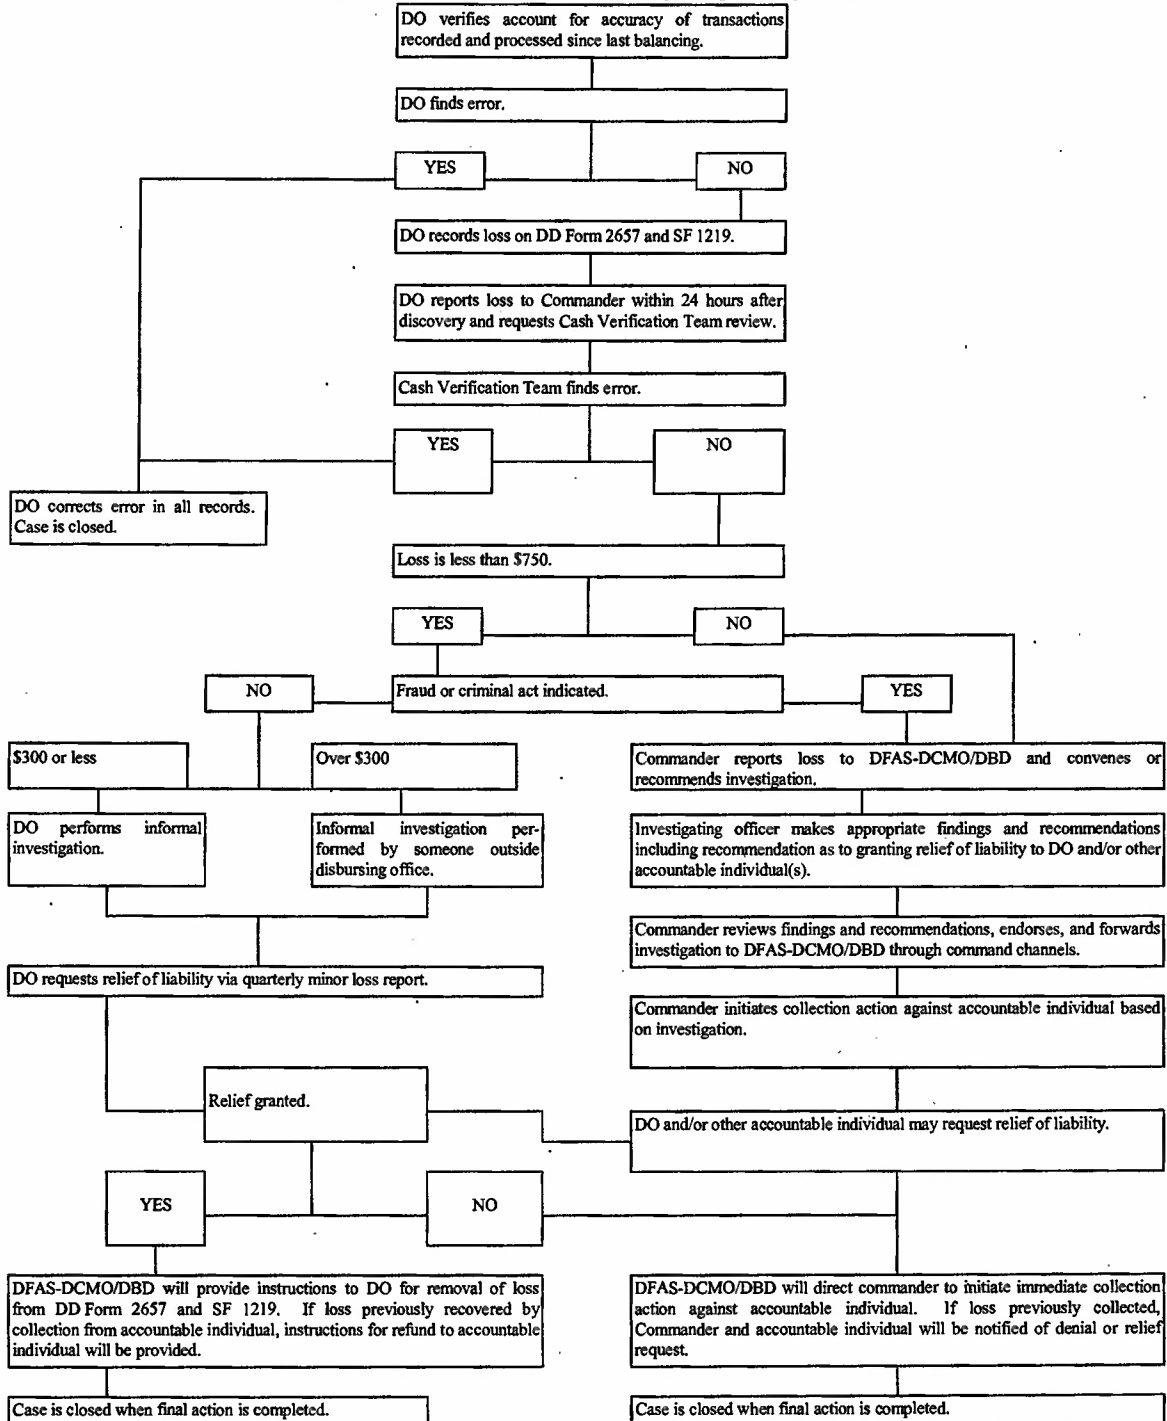 DO verifies account for accuracy of transactions
recorded and processed since last balancing.
DO finds error.
YES
NO
DO records loss on DD Form 2657 and SF 1219.
DO reports loss to Commander within 24 hours after
discovery and requests Cash Verification Team review.
Cash Verification Team finds error.
YES
NO
DO corrects error in all records.
Case is closed.
Loss is less than $750.
YES
NO
NO
Fraud or criminal act indicated.
YES
$300 or less
Over $300
Commander reports loss to DFAS-DCMO/DBD and convenes or
recommends investigation.
DO performs informal
investigation.
Informal investigation per-
formed by someone outside
disbursing office.
Investigating officer makes appropriate findings and recommendations
including recommendation as to granting relief of liability to DO and/or other
accountable individual(s).
Commander reviews findings and recommendations, endorses, and forwards
investigation to DFAS-DCMO/DBD through command channels.
DO requests relief of liability via quarterly minor loss report.
Commander initiates collection action against accountable individual based
on investigation.
Relief granted.
DO and/or other accountable individual may request relief of liability.
YES
NO
DFAS-DCMO/DBD will provide instructions to DO for removal of loss
from DD Form 2657 and SF 1219. If loss previously recovered by
collection from accountable individual, instructions for refund to accountable
individual will be provided.
DFAS-DCMO/DBD will direct commander to initiate immediate collection
action against accountable individual. If loss previously collected,
Commander and accountable individual will be notified of denial or relief
request.
Case is closed when final action is completed.
Case is closed when final action is completed.